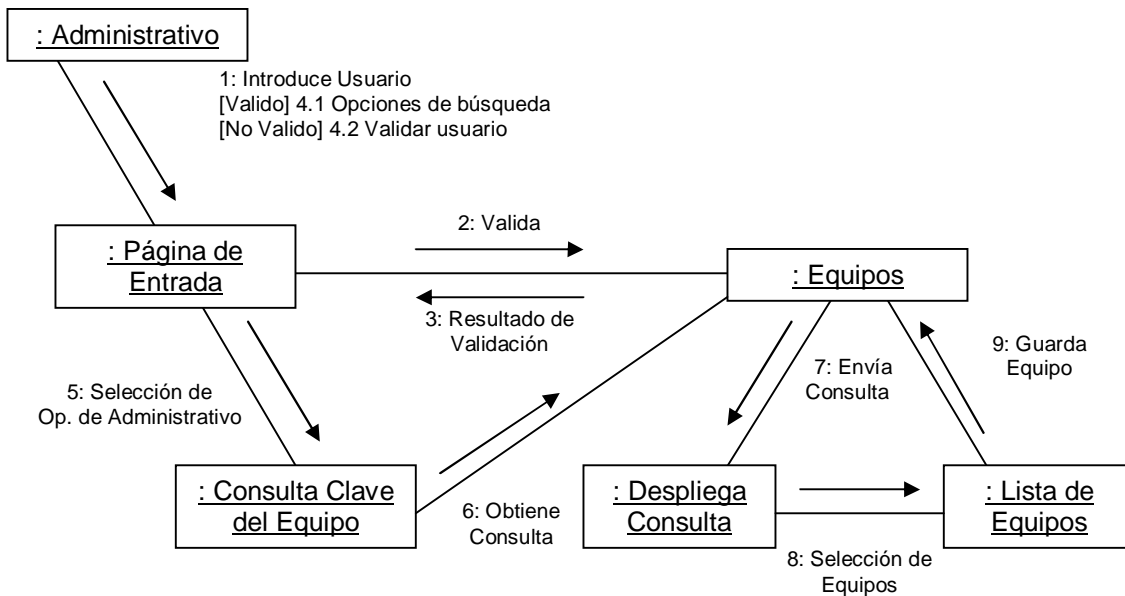 : Administrativo
1: Introduce Usuario
[Valido] 4.1 Opciones de búsqueda
[No Valido] 4.2 Validar usuario
2: Valida
: Página de
Entrada
: Equipos
3: Resultado de
Validación
9: Guarda
Equipo
7: Envía
Consulta
5: Selección de
Op. de Administrativo
: Consulta Clave
del Equipo
6: Obtiene
Consulta
: Despliega
Consulta
: Lista de
Equipos
8: Selección de
Equipos